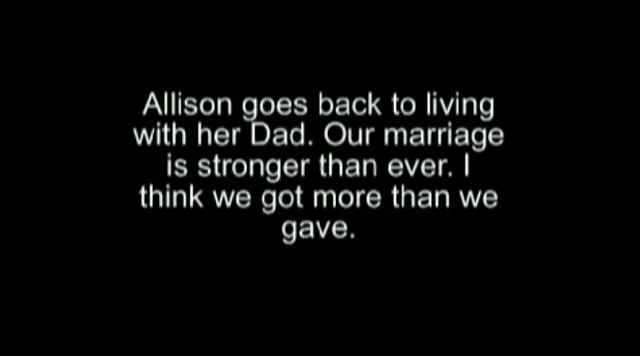 Allison goes back to living
with her Dad. Our marriage
is stronger than ever. I
think we got more than we
gave.